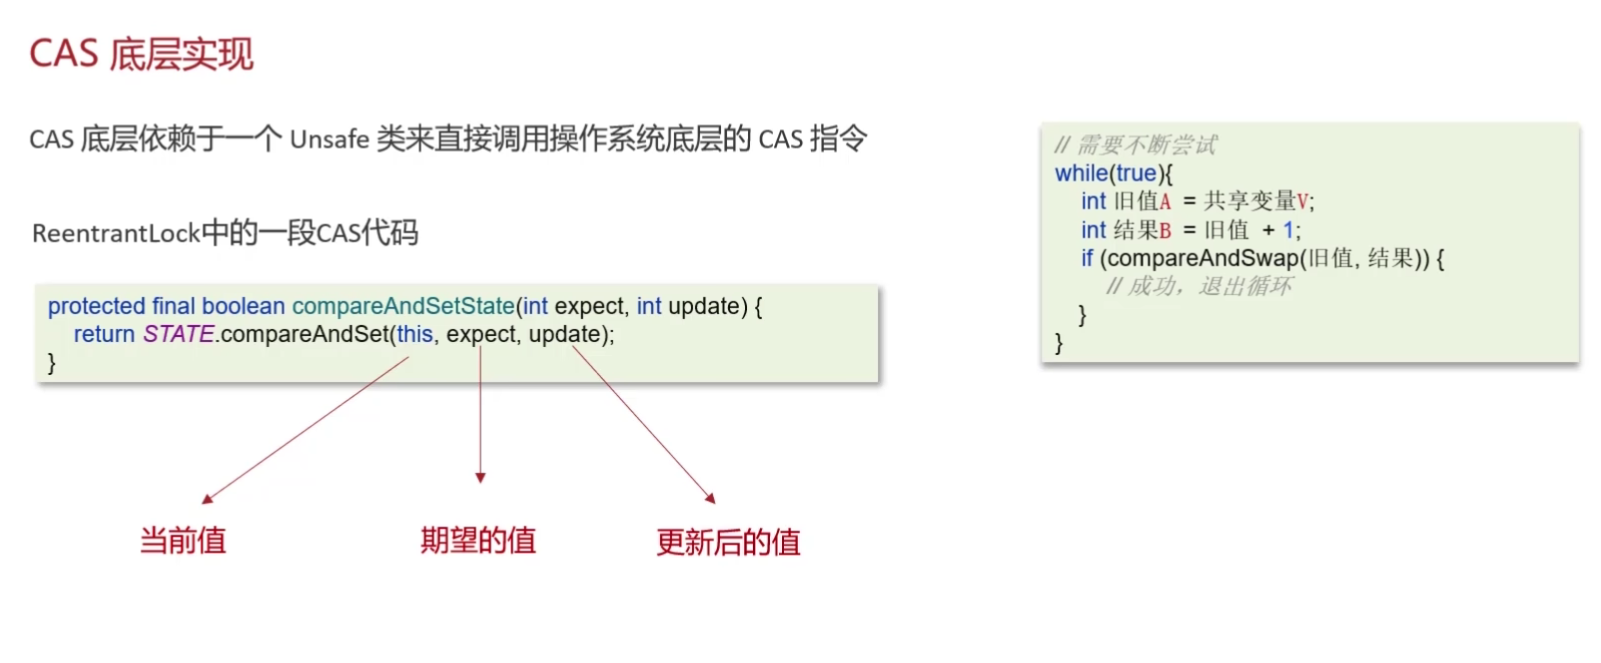 CAS 底层实现
CAS 底层依赖于一个 Unsafe 类来直接调用操作系统底层的 CAS 指令
ReentrantLock中的一段CAS代码
protected final boolean compareAndSetState(int expect, int update) {
return STATE.compareAndSet(this, expect, update);
}
当前值
期望的值
更新后的值
// 需要不断尝试
while(true){
int 旧值A = 共享变量V;
int 结果B = 旧值 + 1;
if (compareAndSwap(旧值, 结果)) {
// 成功，退出循环
}
}